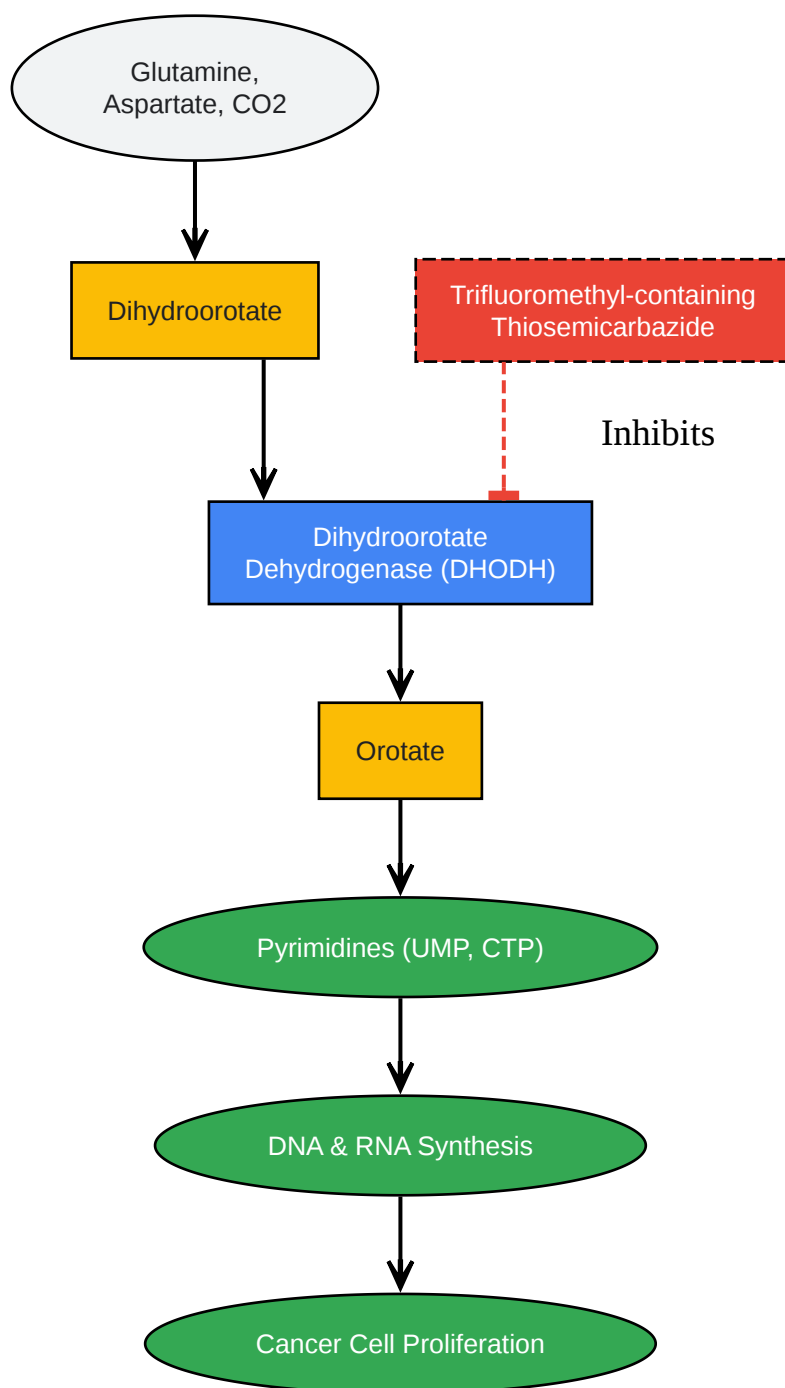 Glutamine,
Aspartate, CO2
Dihydroorotate
Trifluoromethyl-containing
Thiosemicarbazide
Inhibits
Dihydroorotate
Dehydrogenase (DHODH)
Orotate
Pyrimidines (UMP, CTP)
DNA & RNA Synthesis
Cancer Cell Proliferation